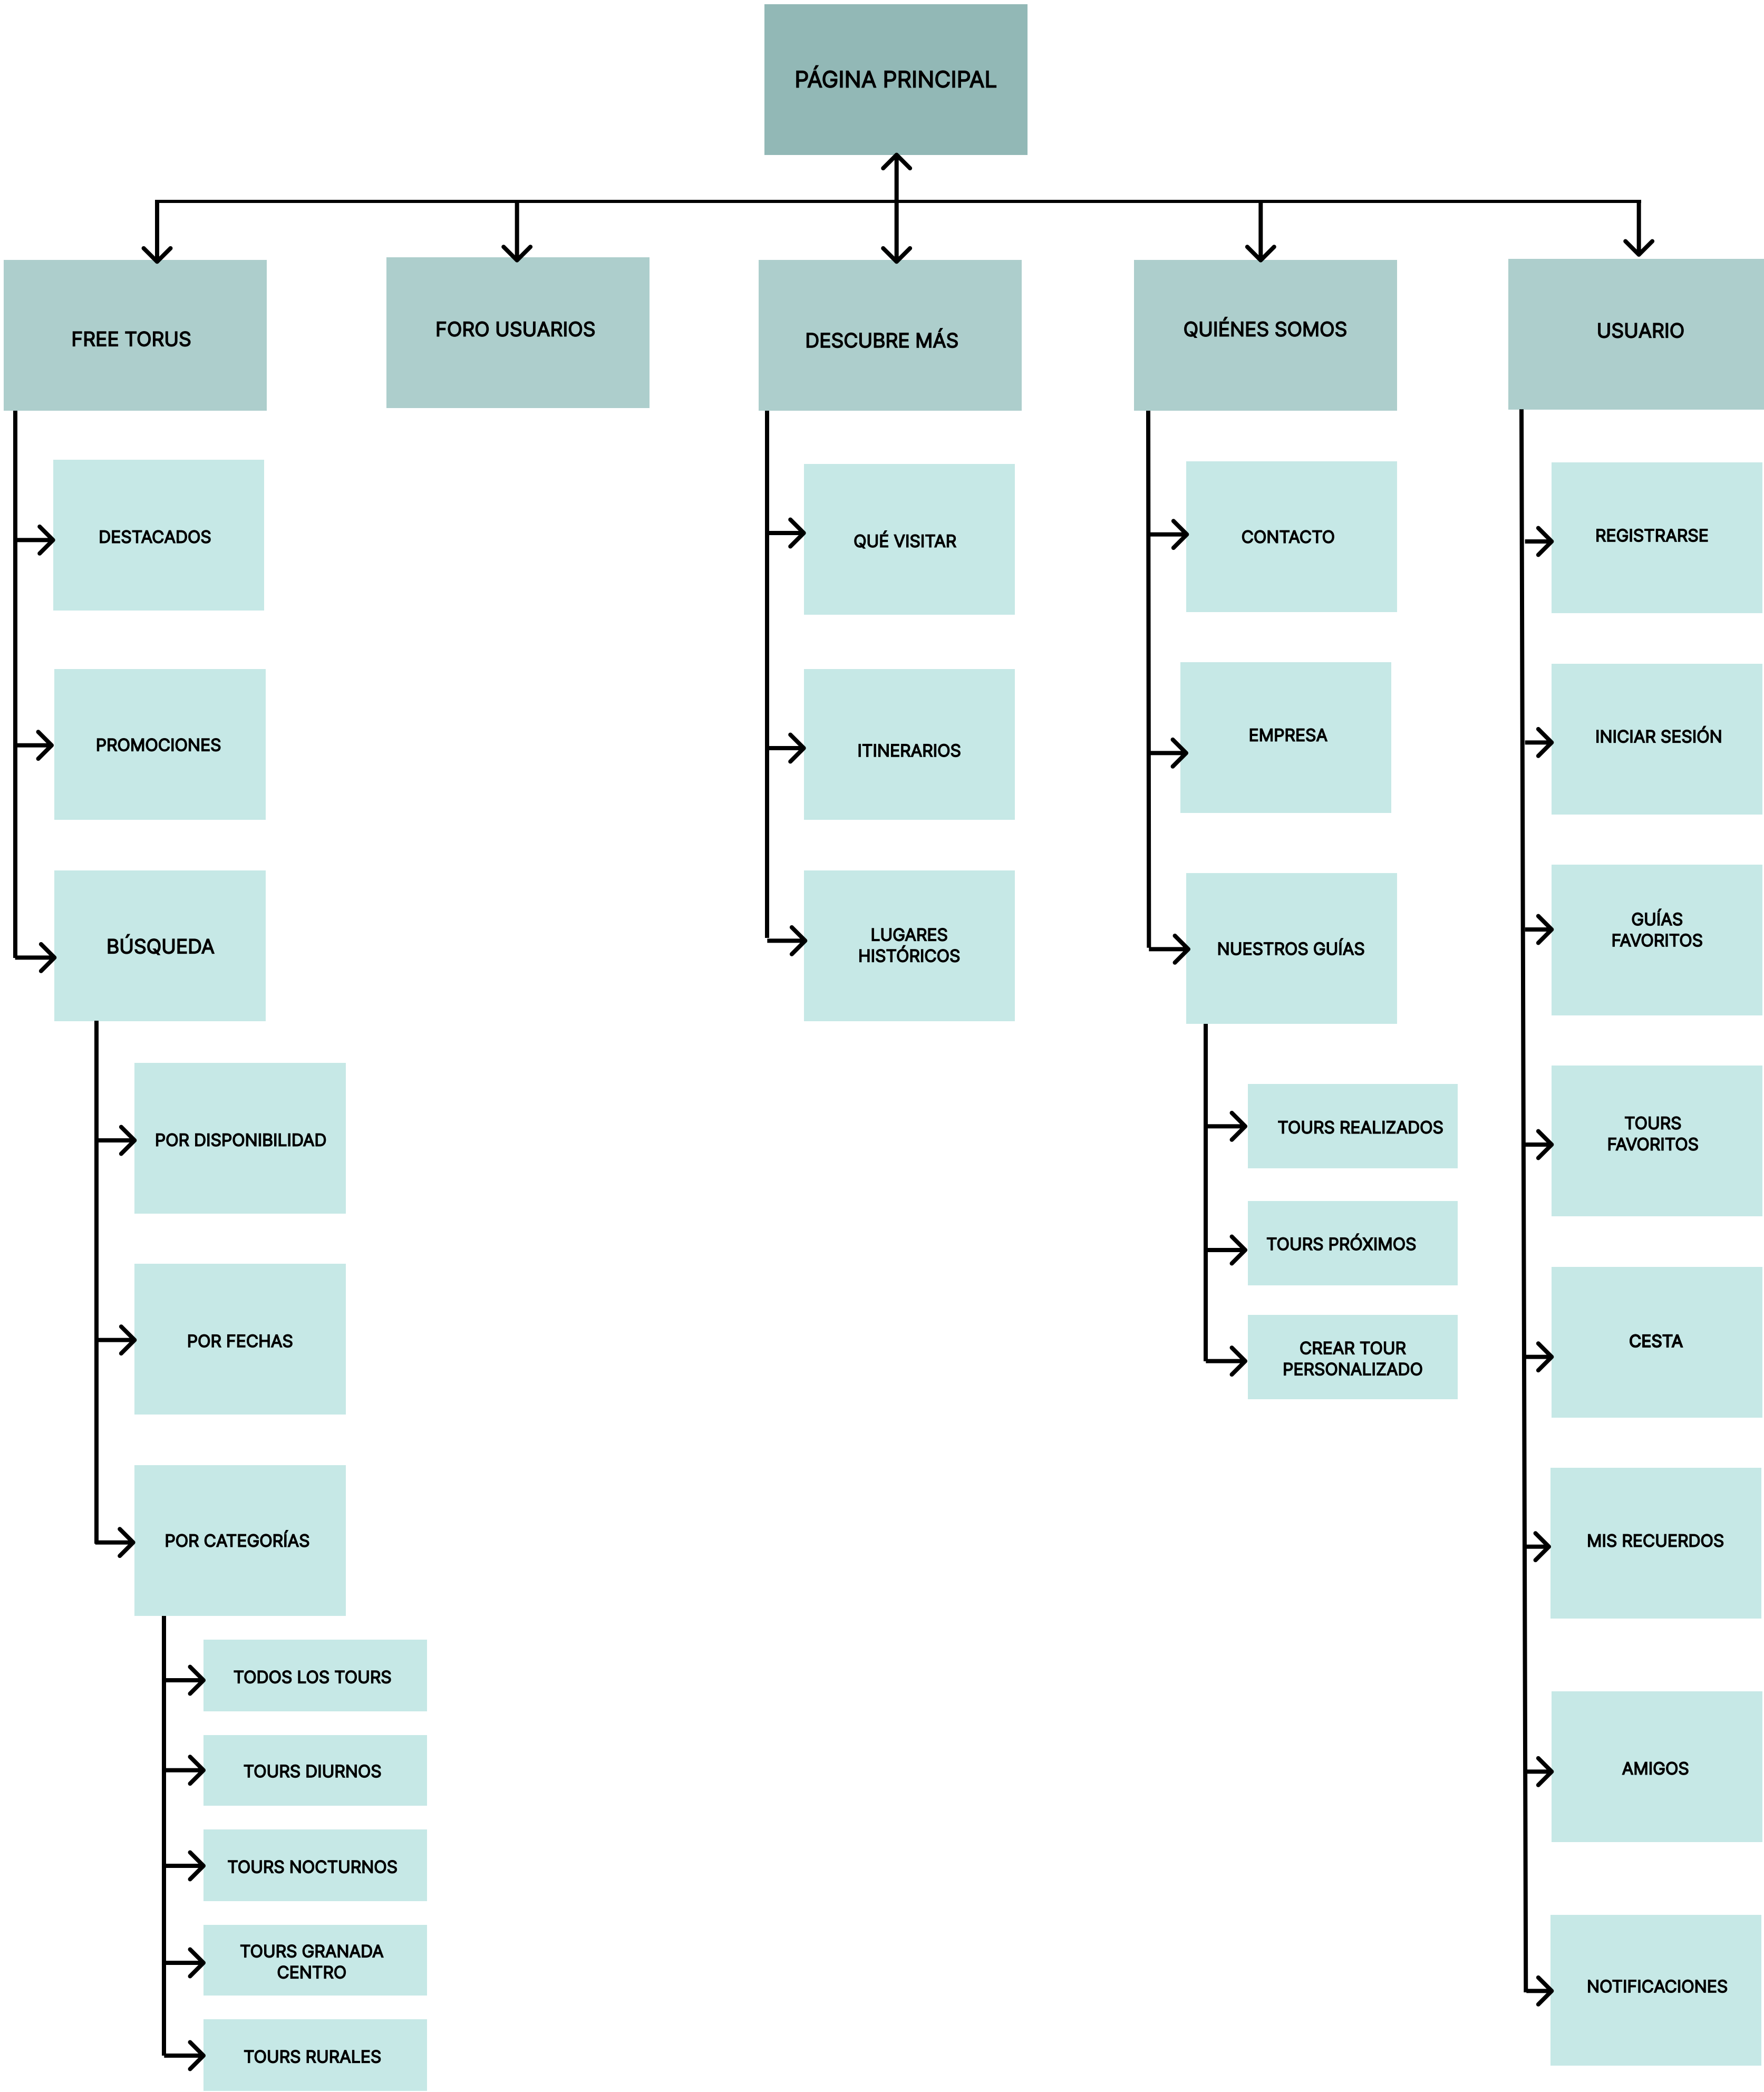 PÁGINA PRINCIPAL
FREE TORUS
FORO USUARIOS
DESCUBRE MÁS
QUIÉNES SOMOS
USUARIO
DESTACADOS
PROMOCIONES
BÚSQUEDA
POR DISPONIBILIDAD
POR FECHAS
POR CATEGORÍAS
TODOS LOS TOURS
TOURS DIURNOS
TOURS NOCTURNOS
TOURS GRANADA
CENTRO
TOURS RURALES
QUÉ VISITAR
ITINERARIOS
LUGARES
HISTÓRICOS
CONTACTO
EMPRESA
NUESTROS GUÍAS
TOURS REALIZADOS
TOURS PRÓXIMOS
CREAR TOUR
PERSONALIZADO
REGISTRARSE
INICIAR SESIÓN
GUÍAS
FAVORITOS
TOURS
FAVORITOS
CESTA
MIS RECUERDOS
AMIGOS
NOTIFICACIONES